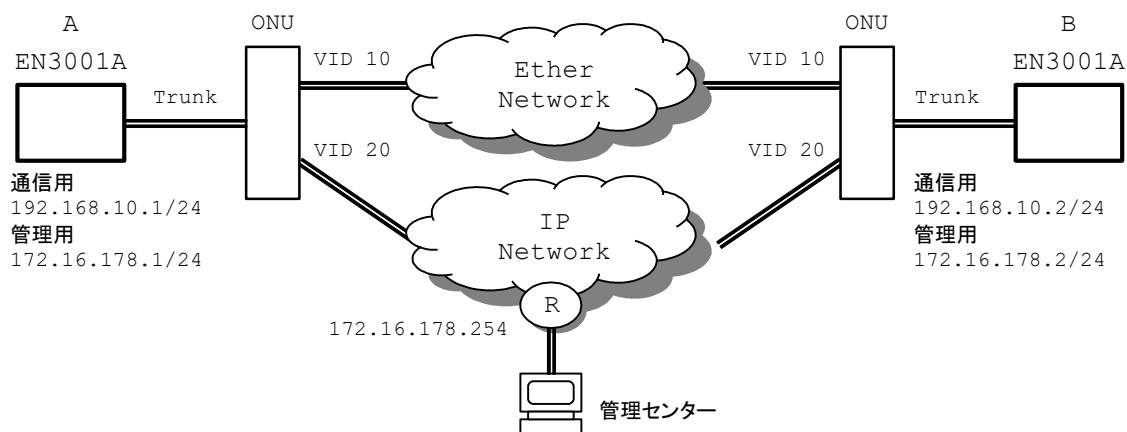 A
EN3001A
ONU
ONU
B
EN3001A
VID 10
Ether
Network
VID 10
Trunk
Trunk
VID 20
VID 20
通信用
192.168.10.1/24
管理用
172.16.178.1/24
IP
Network
通信用
192.168.10.2/24
管理用
172.16.178.2/24
R
172.16.178.254
管理センター